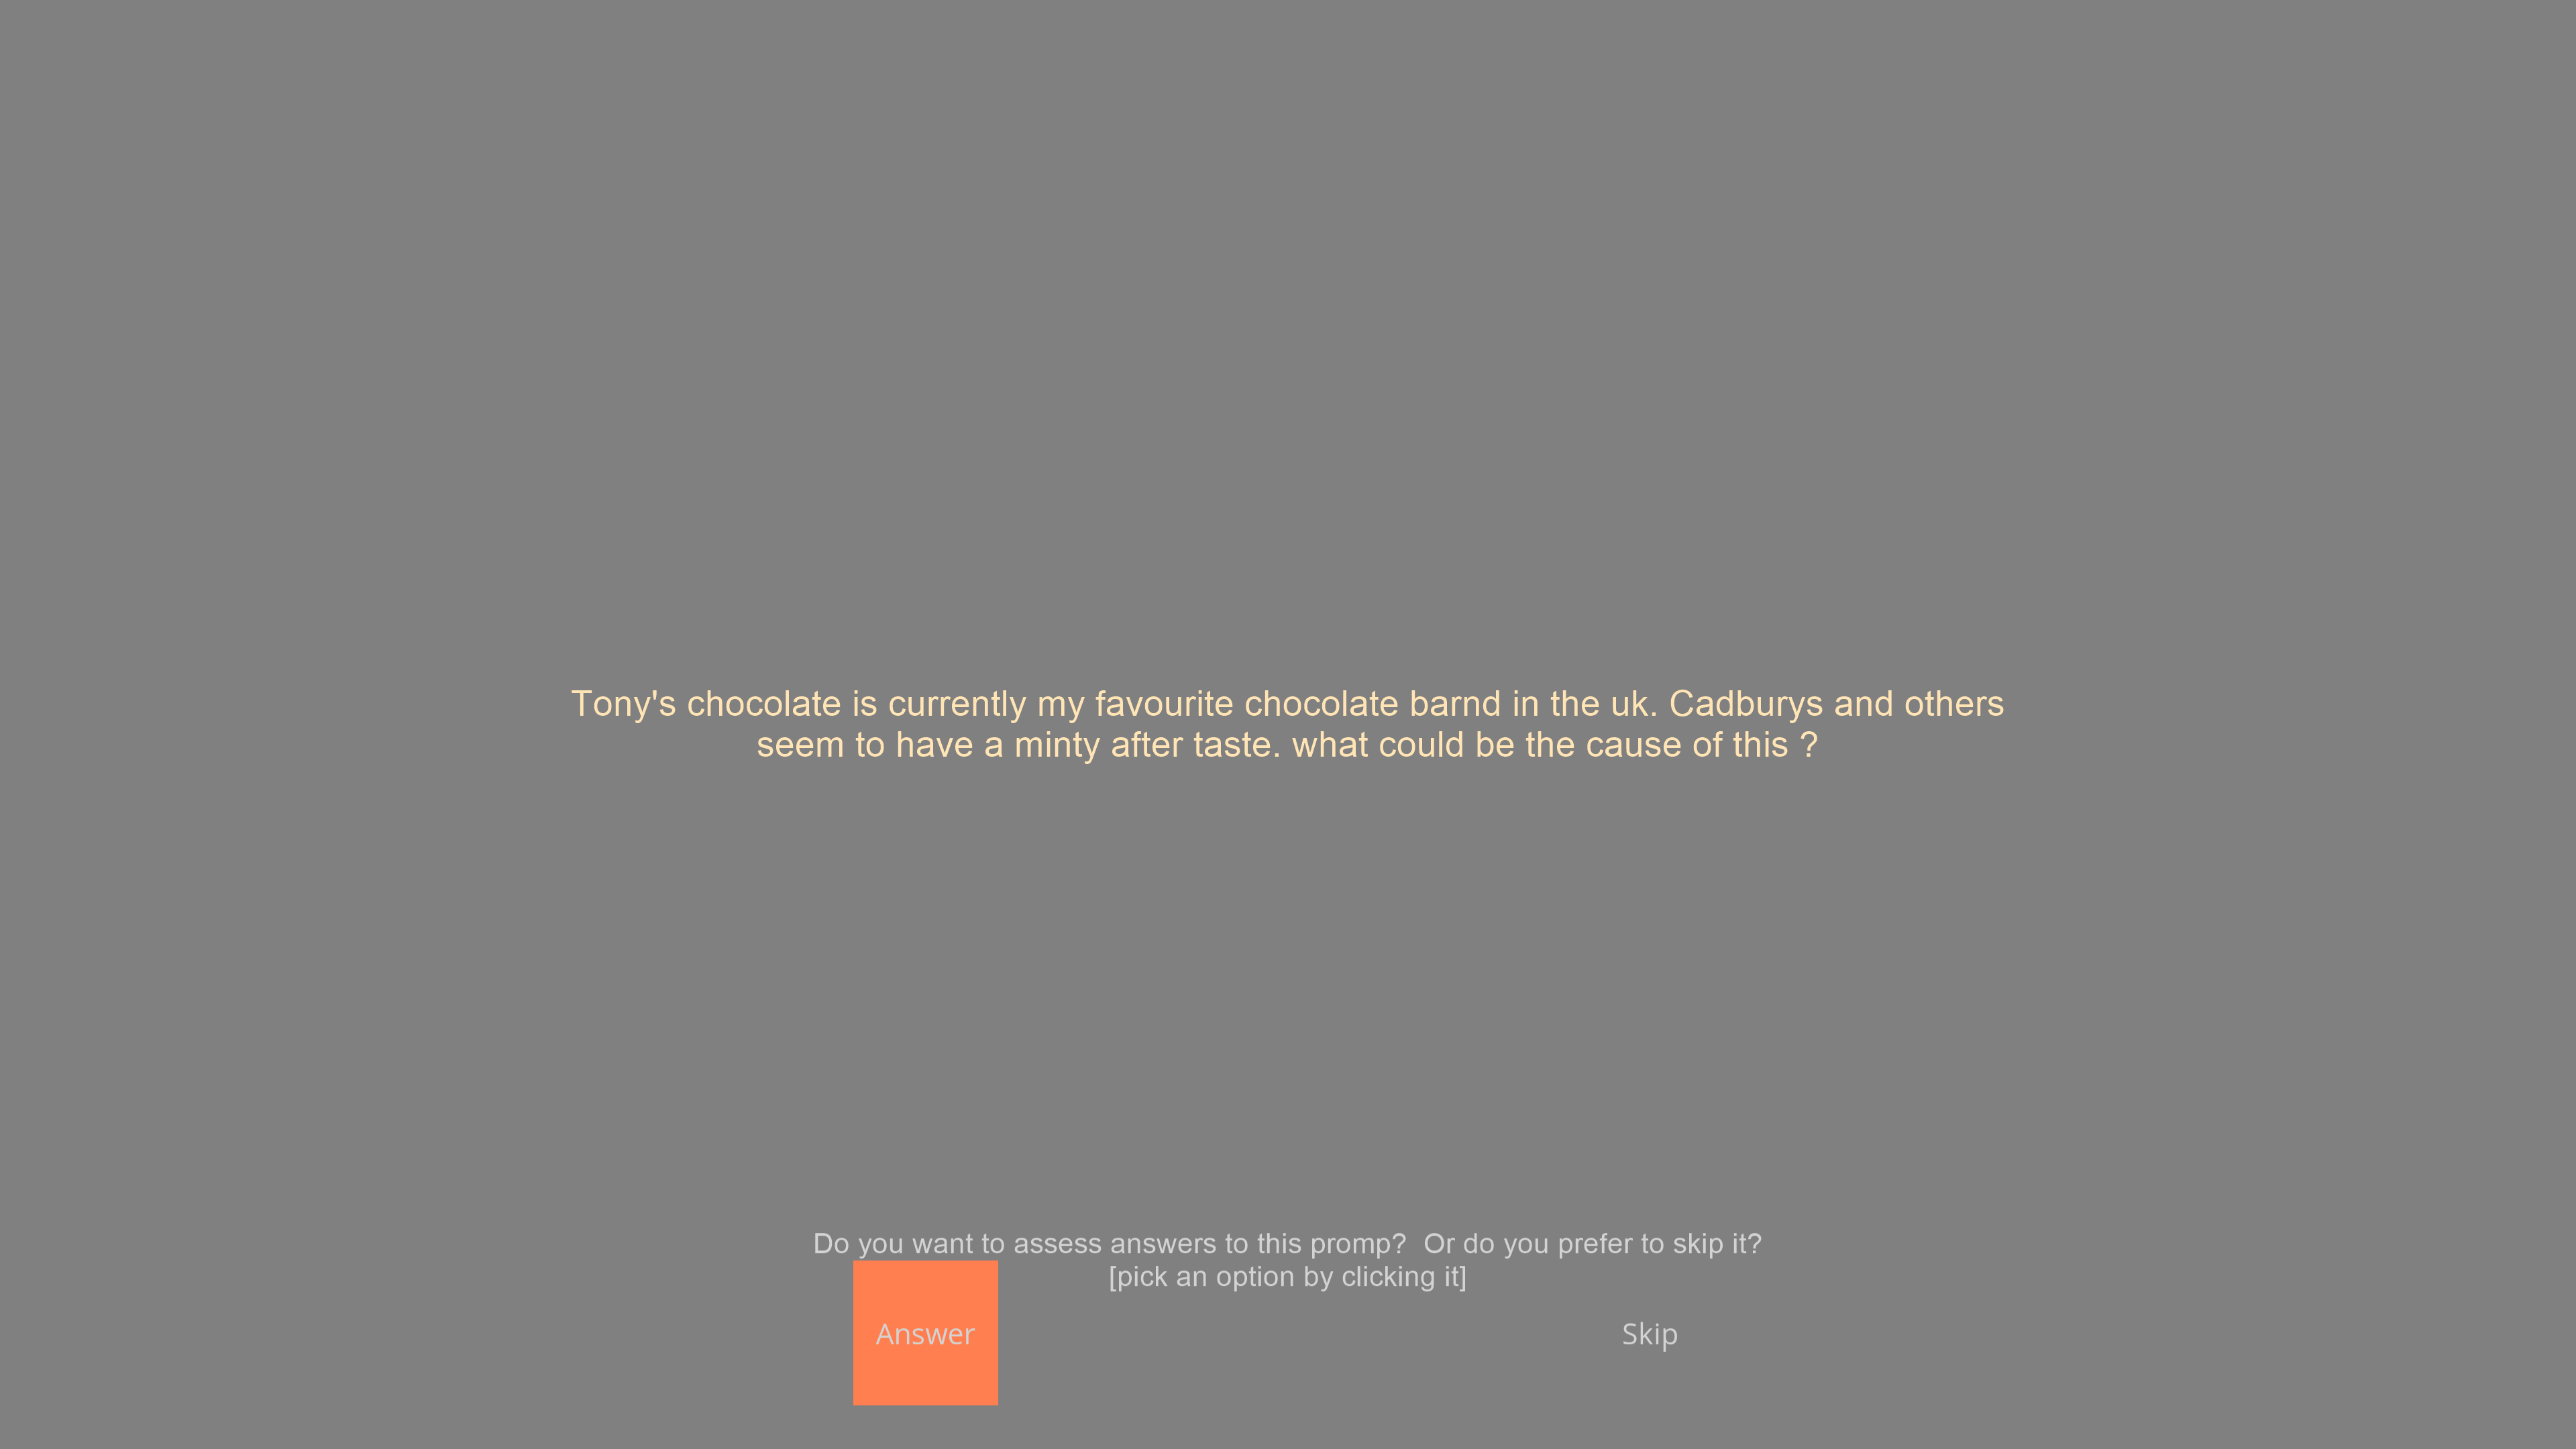 Tony's chocolate is currently my favourite chocolate barnd in the uk. Cadburys and others
seem to have a minty after taste. what could be the cause of this ?
Do you want to assess answers to this promp?  Or do you prefer to skip it?
[pick an option by clicking it]
Answer
Skip